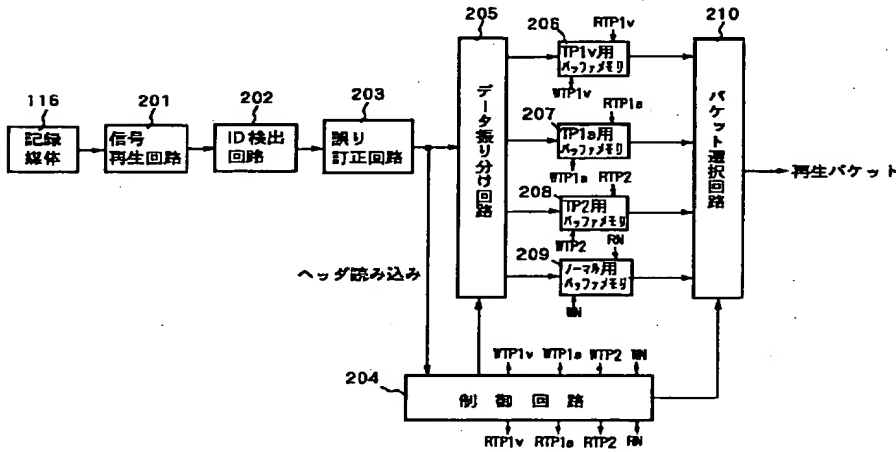 205
206
RTP1v
210
TP1v用
バッファメモリ
WTP1v
116
201
202
203
207
RTP1a
記録
媒体
信号
再生回路
ID検出
回路
誤り
訂正回路
データ振り分け回路
TP1a用
バッファメモリ
WTP1a
パケット選択回路
再生パケット
208
RTP2
TP2用
バッファメモリ
WTP2
209
RN
ノーマル用
バッファメモリ
WN
ヘッダ読み込み
WTP1v
WTP1a
WTP2
WN
204
制御回路
RTP1v
RTP1a
RTP2
RN